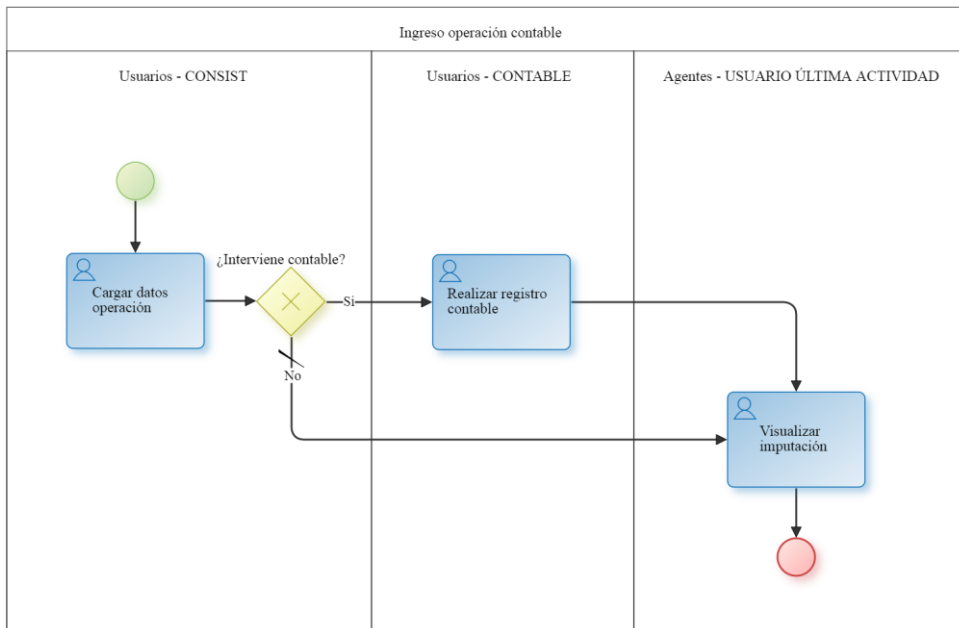 Ingreso operación contable
Usuarios - CONSIST
Usuarios - CONTABLE
Agentes - USUARIO ÚLTIMA ACTIVIDAD
¿Interviene contable?
Cargar datos
operación
Si
Realizar registro
contable
No
Visualizar
imputación